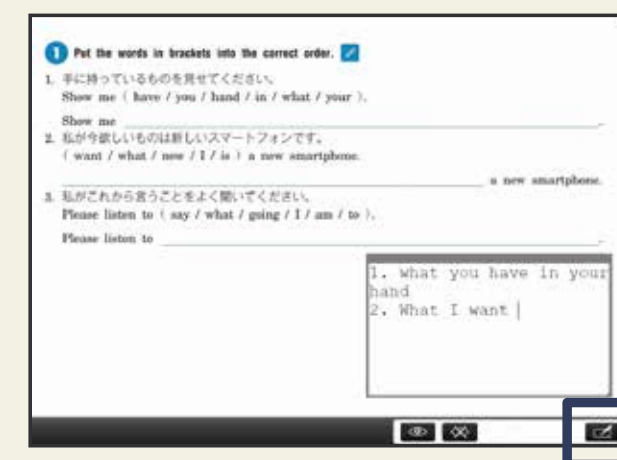 1 Put the words in brackets into the correct order.
1. 手に持っているものを見せてください。
Show me ( have / you / hand / in / what / your ).
Show me .
2. 私が今欲しいものは新しいスマートフォンです。
( want / what / now / I / is ) a new smartphone.
a new smartphone.
3. 私がこれから言うことをよく聞いてください。
Please listen to ( say / what / going / I / am / to ).
Please listen to .
1. what you have in your
hand
2. What I want